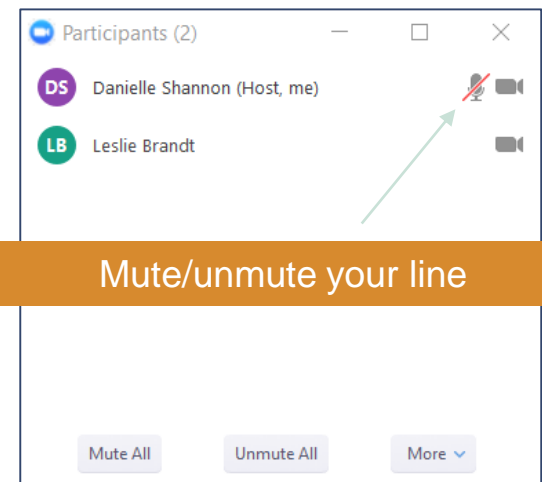 Participants (2)
DS Danielle Shannon (Host, me)
LB Leslie Brandt
Mute/unmute your line
Mute All Unmute All More